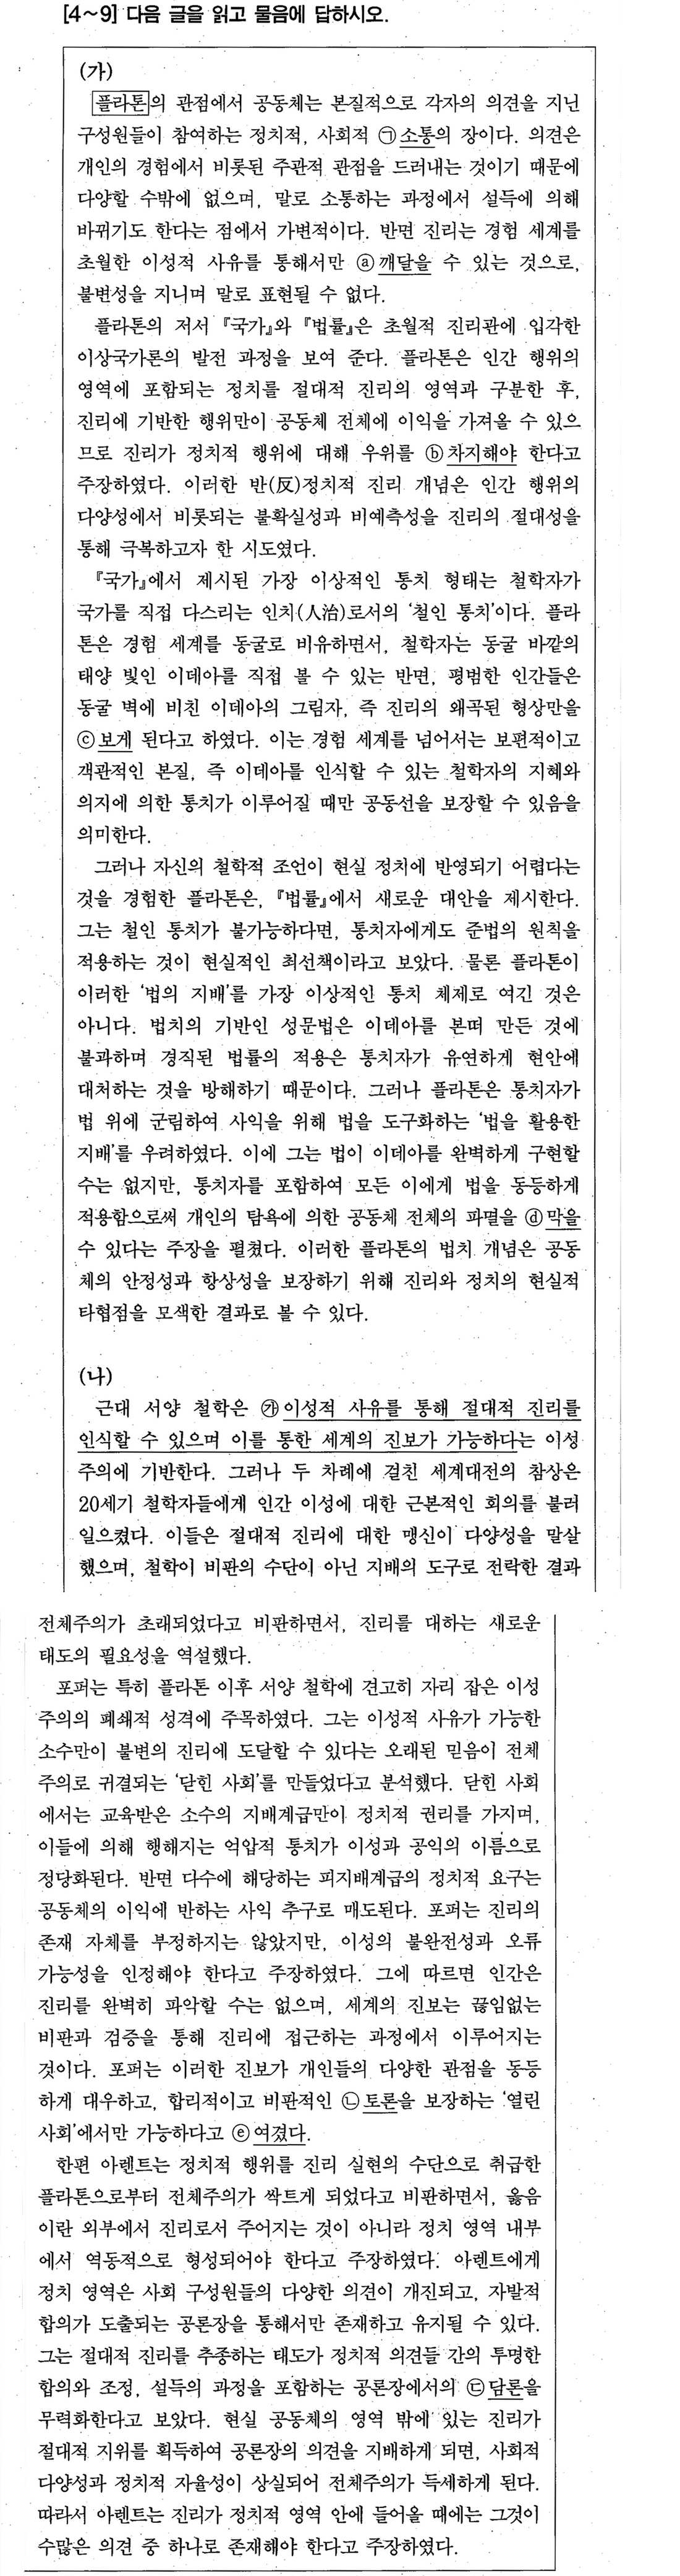 [4～9] 다음 글을 읽고 물음에 답하시오.
(가)
플라톤의 관점에서 공동체는 본질적으로 각자의 의견을 지닌
구성원들이 참여하는 정치적, 사회적 ㉠소통의 장이다. 의견은
개인의 경험에서 비롯된 주관적 관점을 드러내는 것이기 때문에
다양할 수밖에 없으며, 말로 소통하는 과정에서 설득에 의해
바뀌기도 한다는 점에서 가변적이다. 반면 진리는 경험 세계를
초월한 이성적 사유를 통해서만 ⓐ깨달을 수 있는 것으로,
불변성을 지니며 말로 표현될 수 없다.
플라톤의 저서 『국가』와 『법률』은 초월적 진리관에 입각한
이상국가론의 발전 과정을 보여 준다. 플라톤은 인간 행위의
영역에 포함되는 정치를 절대적 진리의 영역과 구분한 후,
진리에 기반한 행위만이 공동체 전체에 이익을 가져올 수 있으
므로 진리가 정치적 행위에 대해 우위를 ⓑ차지해야 한다고
주장하였다. 이러한 반(反)정치적 진리 개념은 인간 행위의
다양성에서 비롯되는 불확실성과 비예측성을 진리의 절대성을
통해 극복하고자 한 시도였다.
『국가』에서 제시된 가장 이상적인 통치 형태는 철학자가
국가를 직접 다스리는 인치(人治)로서의 ‘철인 통치’이다. 플라
톤은 경험 세계를 동굴로 비유하면서, 철학자는 동굴 바깥의
태양 빛인 이데아를 직접 볼 수 있는 반면, 평범한 인간들은
동굴 벽에 비친 이데아의 그림자, 즉 진리의 왜곡된 형상만을
ⓒ보게 된다고 하였다. 이는 경험 세계를 넘어서는 보편적이고
객관적인 본질, 즉 이데아를 인식할 수 있는 철학자의 지혜와
의지에 의한 통치가 이루어질 때만 공동선을 보장할 수 있음을
의미한다.
그러나 자신의 철학적 조언이 현실 정치에 반영되기 어렵다는
것을 경험한 플라톤은, 『법률』에서 새로운 대안을 제시한다.
그는 철인 통치가 불가능하다면, 통치자에게도 준법의 원칙을
적용하는 것이 현실적인 최선책이라고 보았다. 물론 플라톤이
이러한 ‘법의 지배’를 가장 이상적인 통치 체제로 여긴 것은
아니다. 법치의 기반인 성문법은 이데아를 본떠 만든 것에
불과하며 경직된 법률의 적용은 통치자가 유연하게 현안에
대처하는 것을 방해하기 때문이다. 그러나 플라톤은 통치자가
법 위에 군림하여 사익을 위해 법을 도구화하는 ‘법을 활용한
지배’를 우려하였다. 이에 그는 법이 이데아를 완벽하게 구현할
수는 없지만, 통치자를 포함하여 모든 이에게 법을 동등하게
적용함으로써 개인의 탐욕에 의한 공동체 전체의 파멸을 ⓓ막을
수 있다는 주장을 펼쳤다. 이러한 플라톤의 법치 개념은 공동
체의 안정성과 항상성을 보장하기 위해 진리와 정치의 현실적
타협점을 모색한 결과로 볼 수 있다.
(나)
근대 서양 철학은 ㉮이성적 사유를 통해 절대적 진리를
인식할 수 있으며 이를 통한 세계의 진보가 가능하다는 이성
주의에 기반한다. 그러나 두 차례에 걸친 세계대전의 참상은
20세기 철학자들에게 인간 이성에 대한 근본적인 회의를 불러
일으켰다. 이들은 절대적 진리에 대한 맹신이 다양성을 말살
했으며, 철학이 비판의 수단이 아닌 지배의 도구로 전락한 결과
전체주의가 초래되었다고 비판하면서, 진리를 대하는 새로운
태도의 필요성을 역설했다.
포퍼는 특히 플라톤 이후 서양 철학에 견고히 자리 잡은 이성
주의의 폐쇄적 성격에 주목하였다. 그는 이성적 사유가 가능한
소수만이 불변의 진리에 도달할 수 있다는 오래된 믿음이 전체
주의로 귀결되는 ‘닫힌 사회’를 만들었다고 분석했다. 닫힌 사회
에서는 교육받은 소수의 지배계급만이 정치적 권리를 가지며,
이들에 의해 행해지는 억압적 통치가 이성과 공익의 이름으로
정당화된다. 반면 다수에 해당하는 피지배계급의 정치적 요구는
공동체의 이익에 반하는 사익 추구로 매도된다. 포퍼는 진리의
존재 자체를 부정하지는 않았지만, 이성의 불완전성과 오류
가능성을 인정해야 한다고 주장하였다. 그에 따르면 인간은
진리를 완벽히 파악할 수는 없으며, 세계의 진보는 끊임없는
비판과 검증을 통해 진리에 접근하는 과정에서 이루어지는
것이다. 포퍼는 이러한 진보가 개인들의 다양한 관점을 동등
하게 대우하고, 합리적이고 비판적인 ㉡토론을 보장하는 ‘열린
사회’에서만 가능하다고 ⓔ여겼다.
한편 아렌트는 정치적 행위를 진리 실현의 수단으로 취급한
플라톤으로부터 전체주의가 싹트게 되었다고 비판하면서, 옳음
이란 외부에서 진리로서 주어지는 것이 아니라 정치 영역 내부
에서 역동적으로 형성되어야 한다고 주장하였다. 아렌트에게
정치 영역은 사회 구성원들의 다양한 의견이 개진되고, 자발적
합의가 도출되는 공론장을 통해서만 존재하고 유지될 수 있다.
그는 절대적 진리를 추종하는 태도가 정치적 의견들 간의 투명한
합의와 조정, 설득의 과정을 포함하는 공론장에서의 ㉢담론을
무력화한다고 보았다. 현실 공동체의 영역 밖에 있는 진리가
절대적 지위를 획득하여 공론장의 의견을 지배하게 되면, 사회적
다양성과 정치적 자율성이 상실되어 전체주의가 득세하게 된다.
따라서 아렌트는 진리가 정치적 영역 안에 들어올 때에는 그것이
수많은 의견 중 하나로 존재해야 한다고 주장하였다.